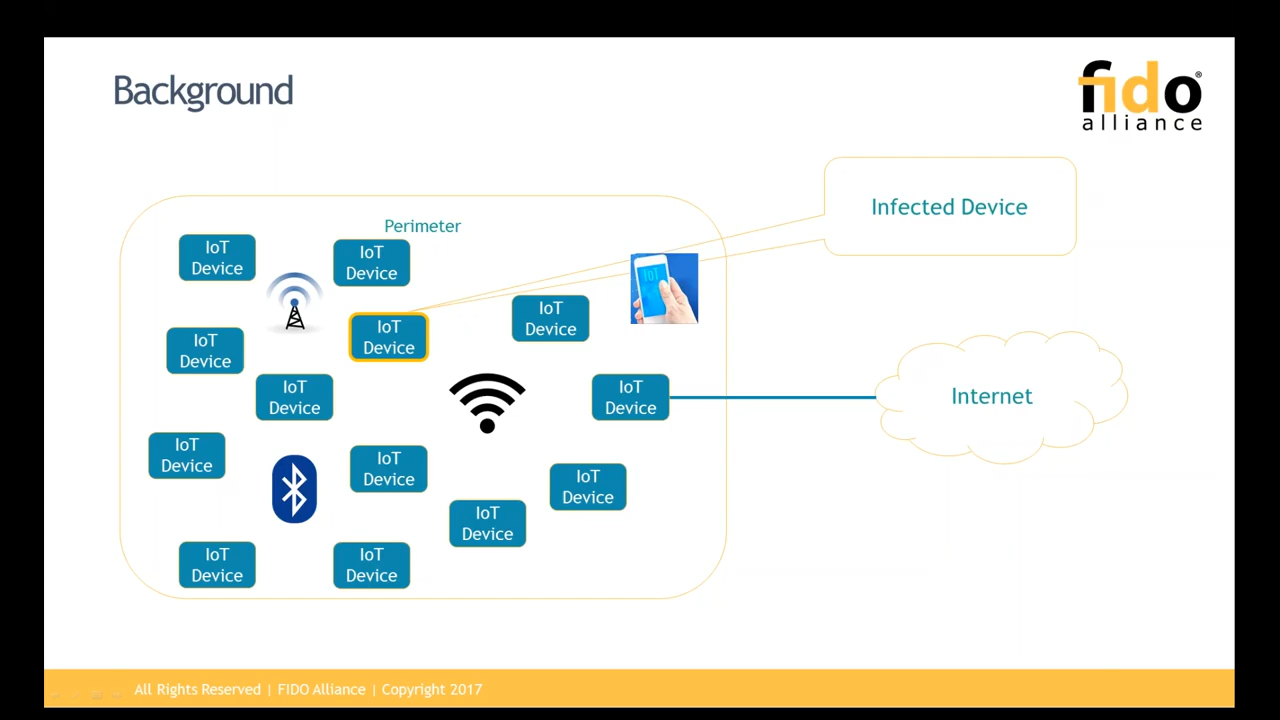 Background
fido®
alliance
Infected Device
Perimeter
IoT
Device
IoT
Device
IoT
IoT
Device
IoT
Device
IoT
Device
IoT
Device
IoT
Device
Internet
IoT
Device
IoT
Device
IoT
Device
IoT
Device
IoT
Device
IoT
Device
All Rights Reserved | FIDO Alliance | Copyright 2017